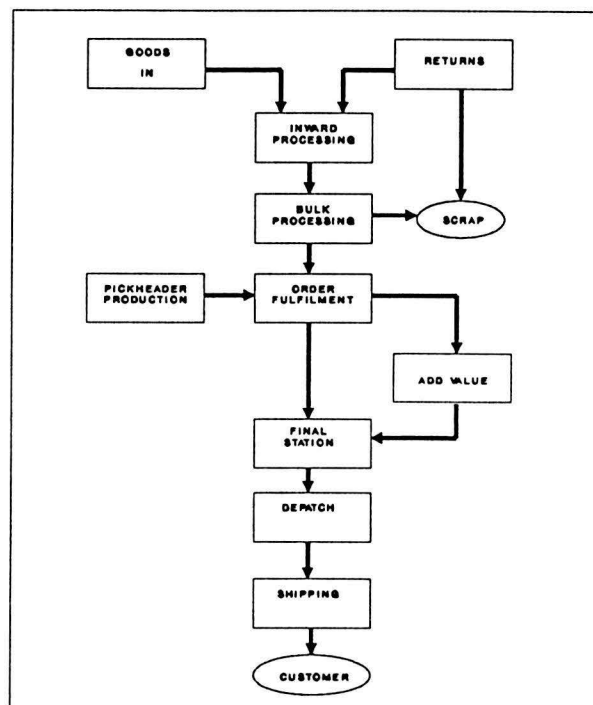 GOODS
IN
RETURNS
INWARD
PROCESSING
BULK
PROCESSING
SCRAP
PICKHEADER
PRODUCTION
ORDER
FULFILMENT
ADD VALUE
FINAL
STATION
DEPATCH
SHIPPING
CUSTOMER